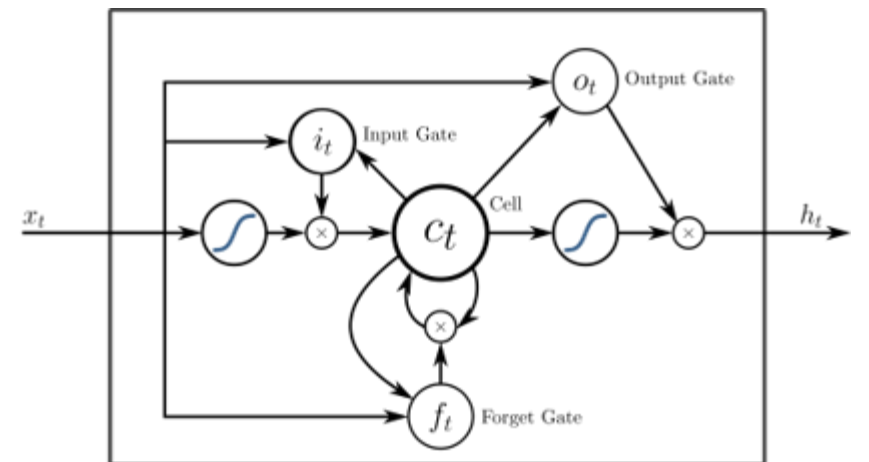 o_t Output Gate
i_t Input Gate
x_t
×
c_t Cell
×
h_t
×
f_t Forget Gate